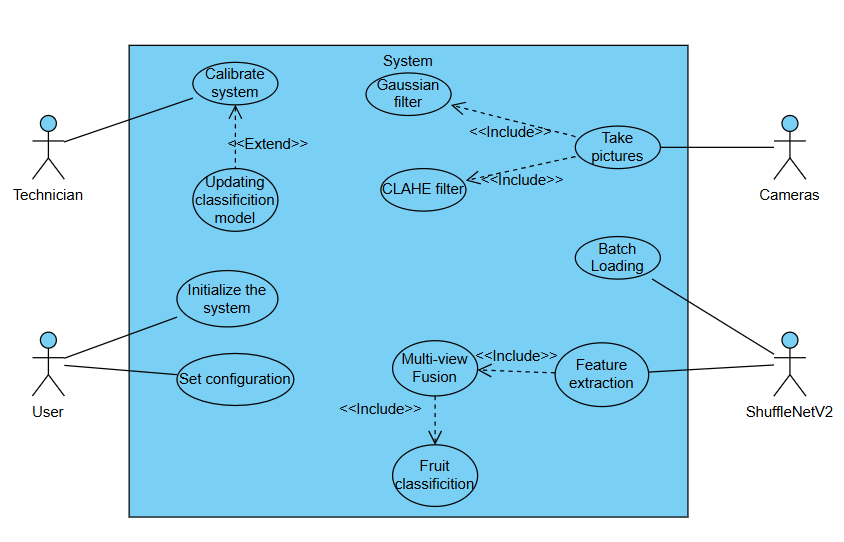 System
Calibrate
system
Gaussian
filter
<<Include>>
Take
pictures
<<Extend>>
Technician
Cameras
Updating
classificition
model
CLAHE filter
<<Include>>
Batch
Loading
Initialize the
system
Multi-view
Fusion
<<Include>>
Feature
extraction
Set configuration
User
ShuffleNetV2
<<Include>>
Fruit
classificition